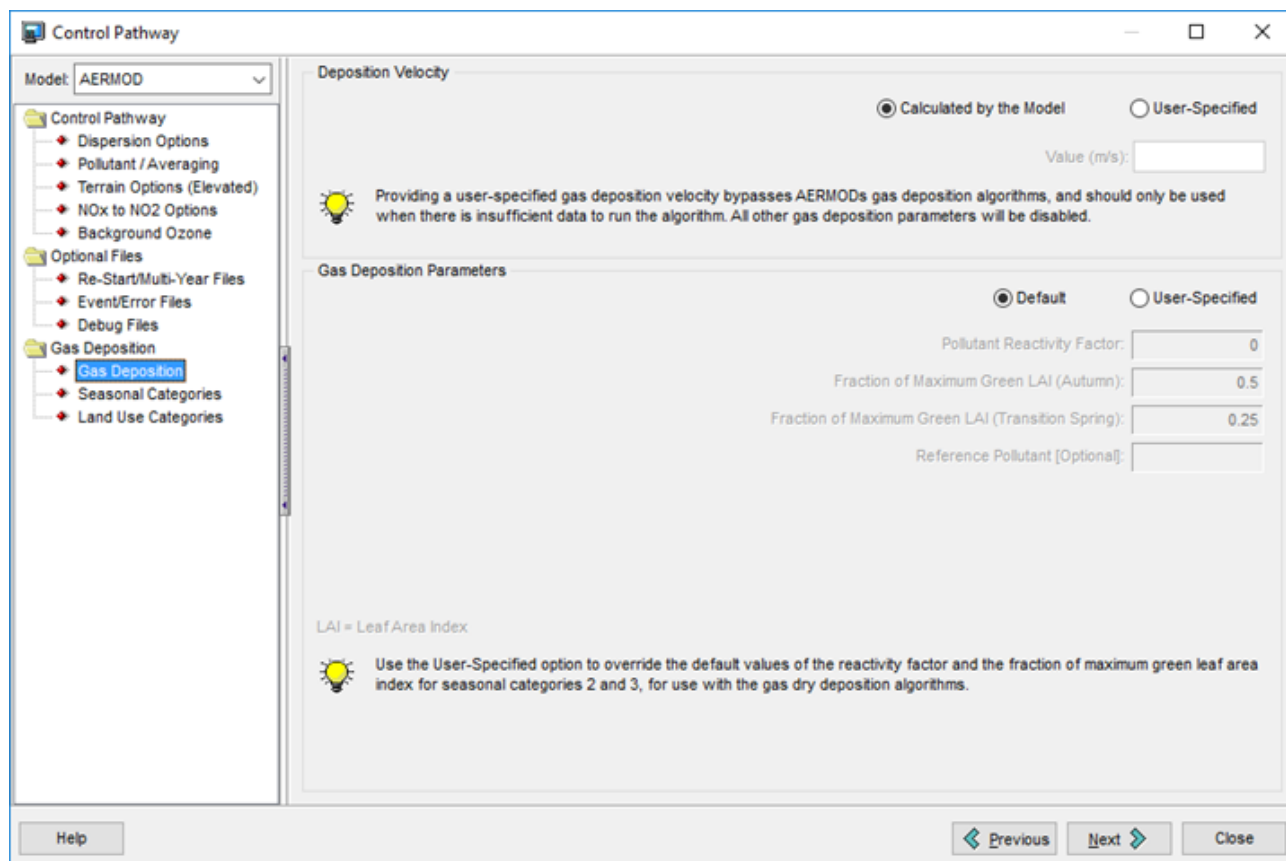 Control Pathway
Model: AERMOD
Control Pathway
Dispersion Options
Pollutant / Averaging
Terrain Options (Elevated)
NOx to NO2 Options
Background Ozone
Optional Files
Re-Start/Multi-Year Files
Event/Error Files
Debug Files
Gas Deposition
Gas Deposition
Seasonal Categories
Land Use Categories
Deposition Velocity
Calculated by the Model User-Specified
Value (m/s):
Providing a user-specified gas deposition velocity bypasses AERMODs gas deposition algorithms, and should only be used
when there is insufficient data to run the algorithm. All other gas deposition parameters will be disabled.
Gas Deposition Parameters
Default User-Specified
Pollutant Reactivity Factor: 0
Fraction of Maximum Green LAI (Autumn): 0.5
Fraction of Maximum Green LAI (Transition Spring): 0.25
Reference Pollutant [Optional]:
LAI = Leaf Area Index
Use the User-Specified option to override the default values of the reactivity factor and the fraction of maximum green leaf area
index for seasonal categories 2 and 3, for use with the gas dry deposition algorithms.
Help Previous Next Close